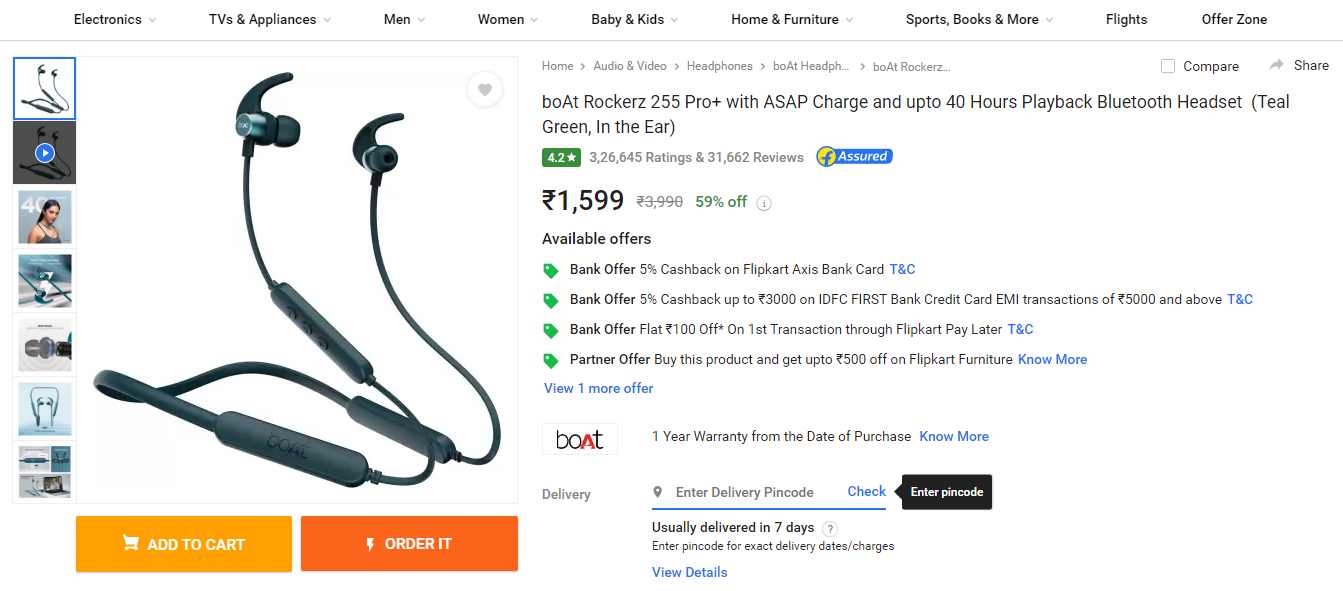 Electronics
TVs & Appliances
Men
Women
Baby & Kids
Home & Furniture
Sports, Books & More
Flights
Offer Zone
Home > Audio & Video > Headphones > boAt Headph... > boAt Rockerz...
Compare
Share
boAt Rockerz 255 Pro+ with ASAP Charge and upto 40 Hours Playback Bluetooth Headset (Teal
Green, In the Ear)
4.2★ 3,26,645 Ratings & 31,662 Reviews
Assured
₹1,599 ₹3,990 59% off
Available offers
Bank Offer 5% Cashback on Flipkart Axis Bank Card T&C
Bank Offer 5% Cashback up to ₹3000 on IDFC FIRST Bank Credit Card EMI transactions of ₹5000 and above T&C
Bank Offer Flat ₹100 Off* On 1st Transaction through Flipkart Pay Later T&C
Partner Offer Buy this product and get upto ₹500 off on Flipkart Furniture Know More
View 1 more offer
boAt
1 Year Warranty from the Date of Purchase Know More
Delivery
Enter Delivery Pincode
Check
Enter pincode
Usually delivered in 7 days ?
Enter pincode for exact delivery dates/charges
View Details
40
boAt
boAt
ADD TO CART
ORDER IT